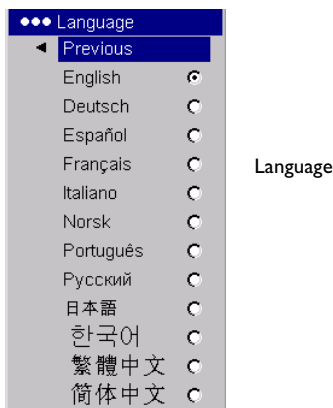 Language
Previous
English
Deutsch
Español
Français
Italiano
Norsk
Português
Русский
日本語
한국어
繁體中文
简体中文
Language